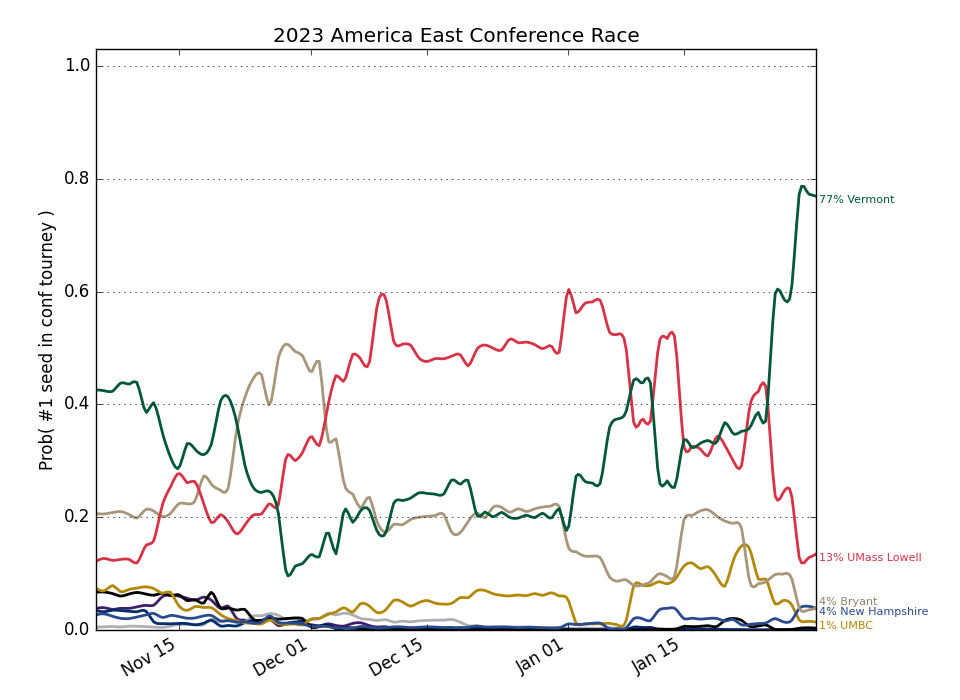 2023 America East Conference Race
Prob( #1 seed in conf tourney )
1.0
0.8
0.6
0.4
0.2
0.0
77% Vermont
13% UMass Lowell
4% Bryant
4% New Hampshire
1% UMBC
Nov 15
Dec 01
Dec 15
Jan 01
Jan 15